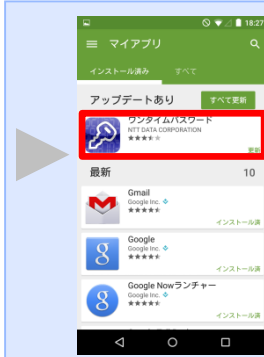 18:27
マイアプリ
インストール済み すべて
アップデートあり すべて更新
ワンタイムパスワード
NTT DATA CORPORATION
更新
最新 10
Gmail
Google Inc.
インストール済
Google
Google Inc.
インストール済
Google Nowランチャー
Google Inc.
インストール済